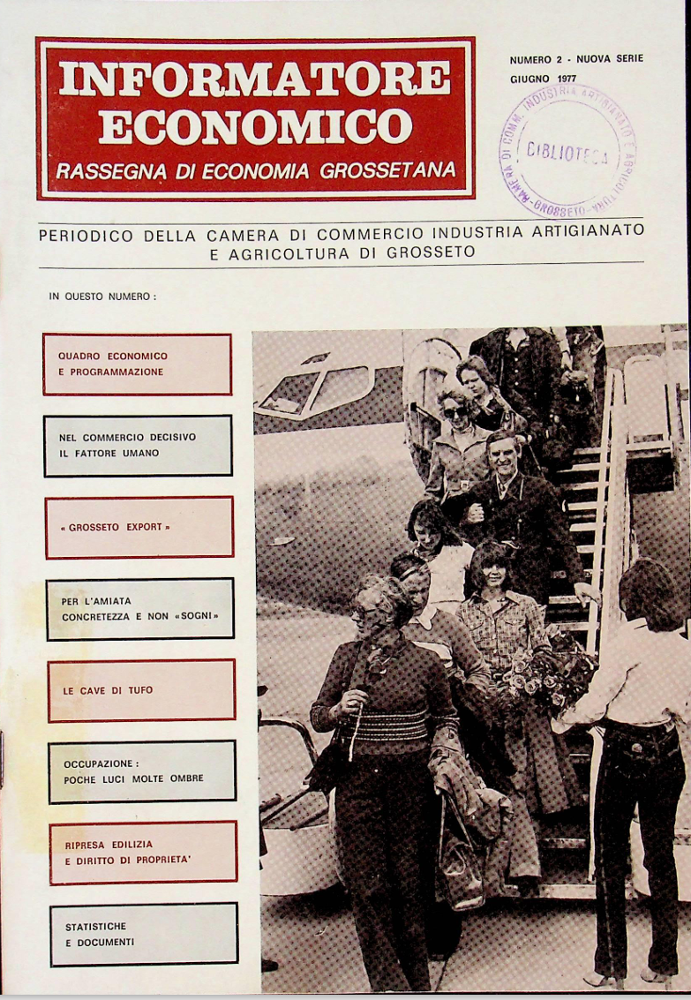 INFORMATORE
ECONOMICO
RASSEGNA DI ECONOMIA GROSSETANA
NUMERO 2 - NUOVA SERIE
GIUGNO 1977
CAMERA DI COMM. INDUSTRIA ARTIGIANATO E AGRICOLTURA - GROSSETO -
BIBLIOTECA
PERIODICO DELLA CAMERA DI COMMERCIO INDUSTRIA ARTIGIANATO
E AGRICOLTURA DI GROSSETO
IN QUESTO NUMERO :
QUADRO ECONOMICO
E PROGRAMMAZIONE
NEL COMMERCIO DECISIVO
IL FATTORE UMANO
« GROSSETO EXPORT »
PER L'AMIATA
CONCRETEZZA E NON «SOGNI»
LE CAVE DI TUFO
OCCUPAZIONE :
POCHE LUCI MOLTE OMBRE
RIPRESA EDILIZIA
E DIRITTO DI PROPRIETA'
STATISTICHE
E DOCUMENTI